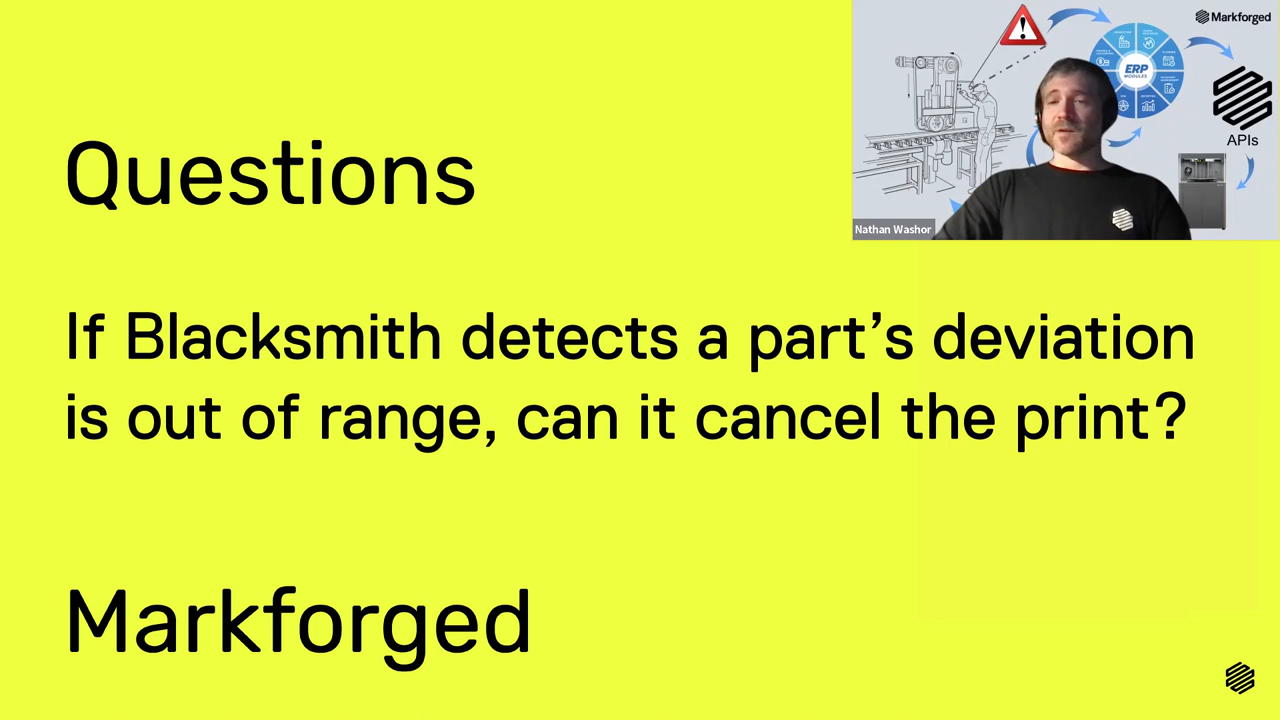 Questions
If Blacksmith detects a part’s deviation
is out of range, can it cancel the print?
Markforged
Markforged
ERP
MODULES
APIs
Nathan Washor